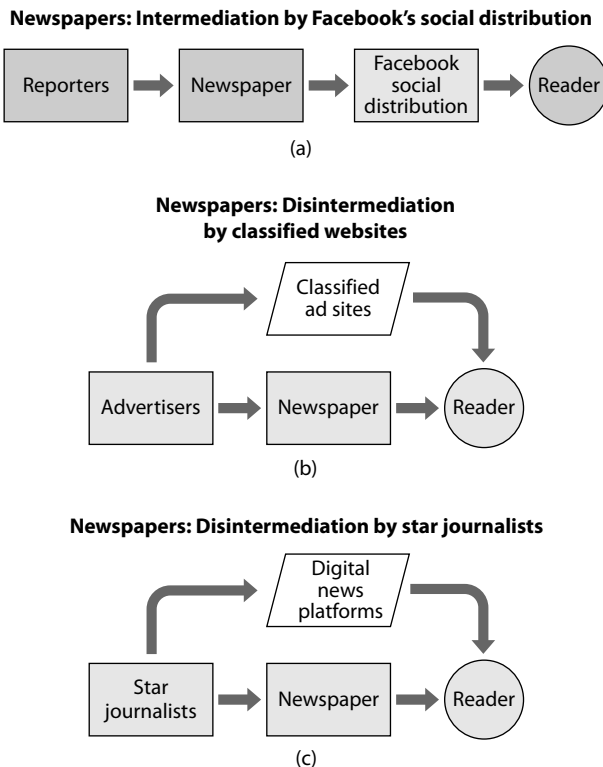 Newspapers: Intermediation by Facebook's social distribution
Reporters
Newspaper
Facebook
social
distribution
Reader
(a)
Newspapers: Disintermediation
by classified websites
Classified
ad sites
Advertisers
Newspaper
Reader
(b)
Newspapers: Disintermediation by star journalists
Digital
news
platforms
Star
journalists
Newspaper
Reader
(c)